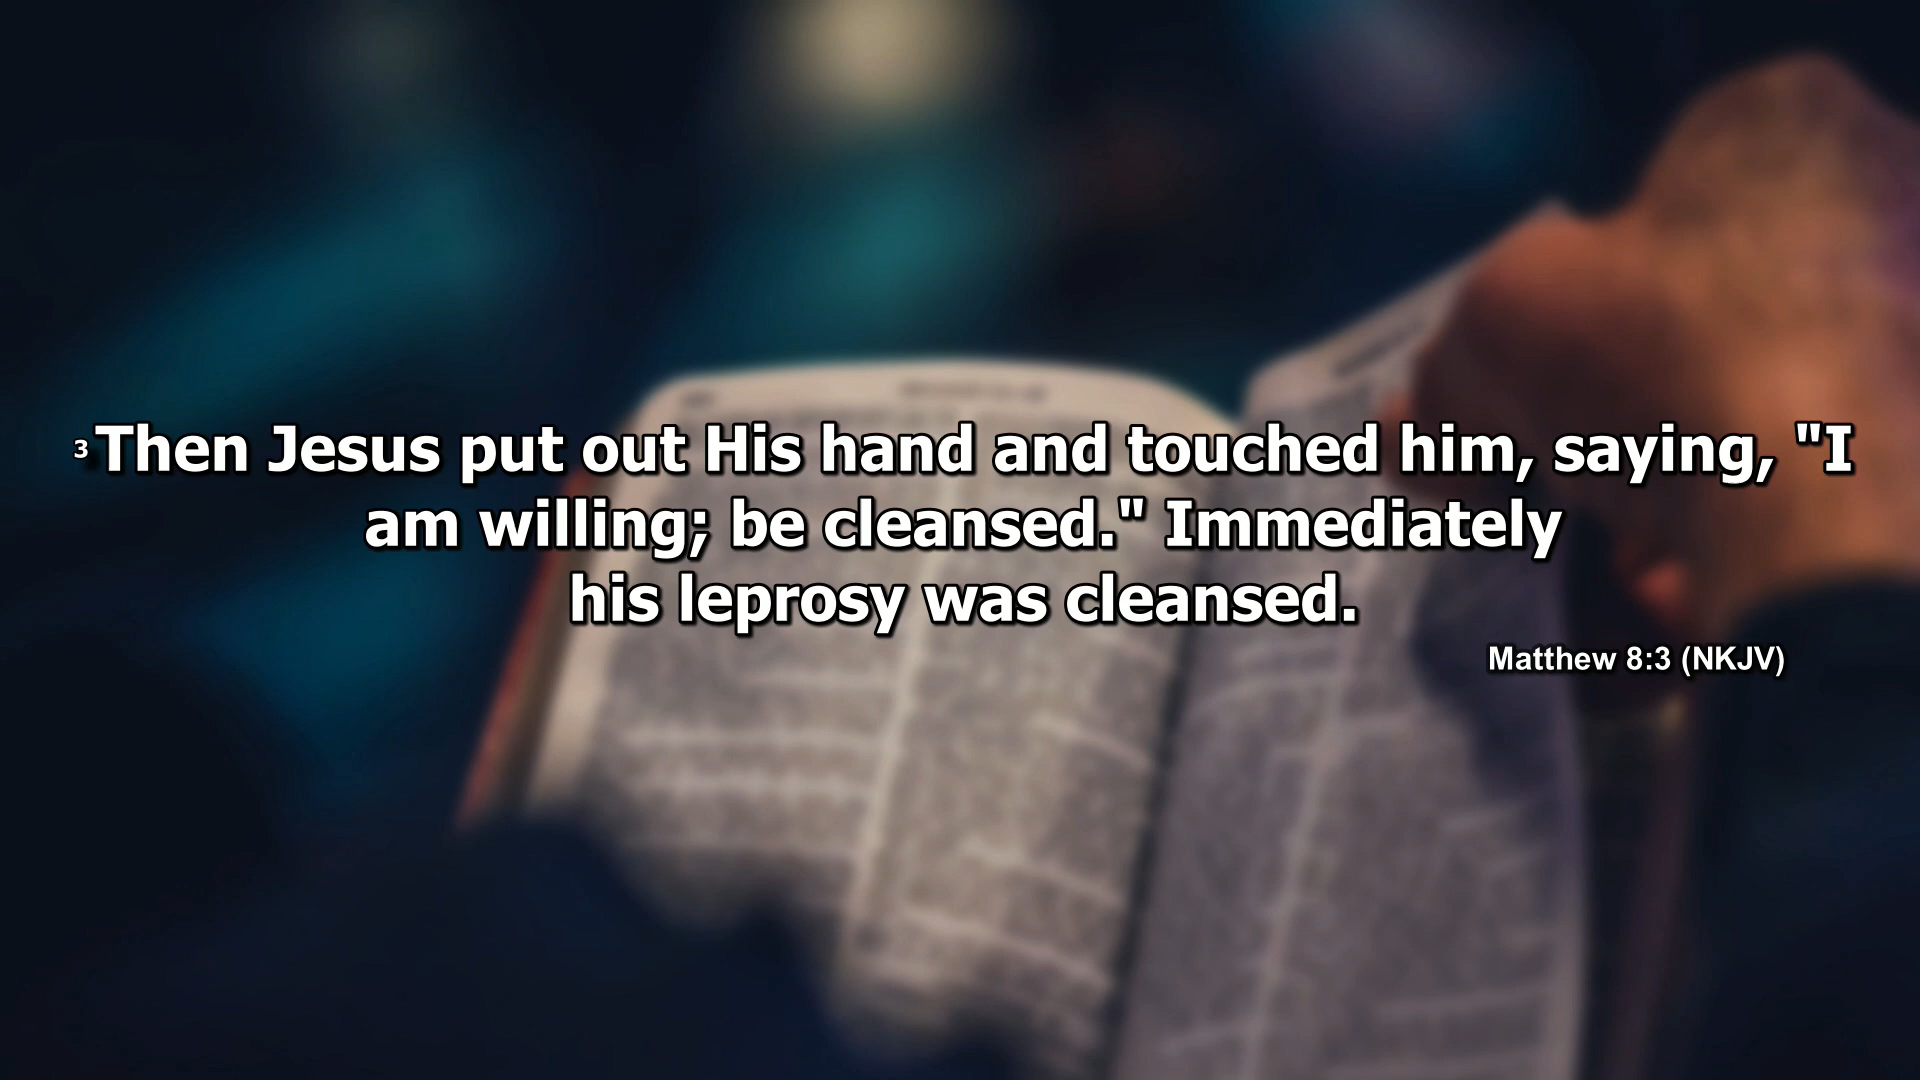 3 Then Jesus put out His hand and touched him, saying, "I
am willing; be cleansed." Immediately
his leprosy was cleansed.
Matthew 8:3 (NKJV)